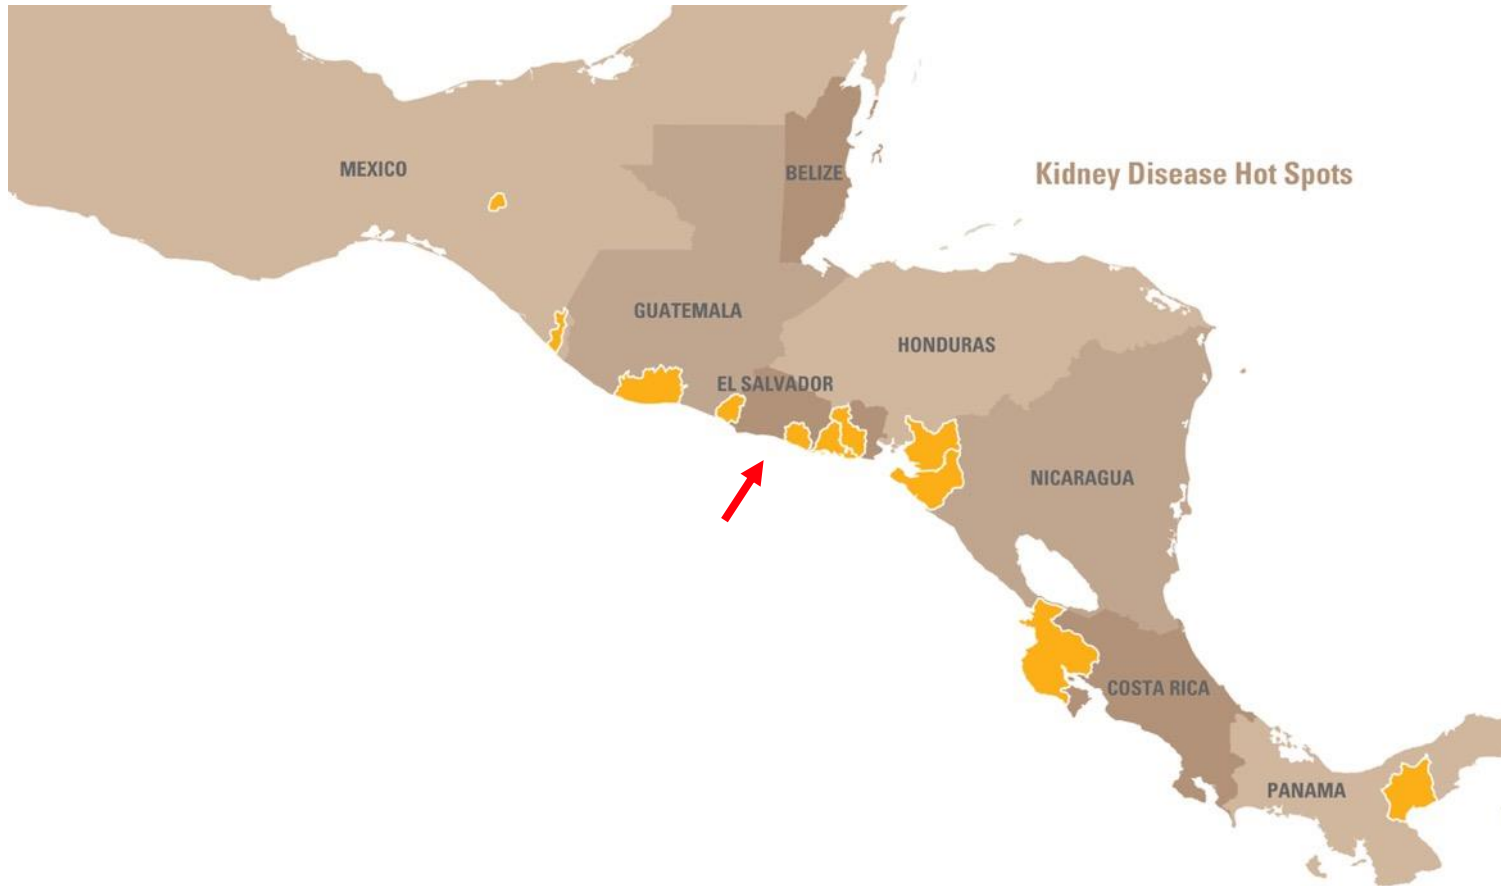 MEXICO
BELIZE
Kidney Disease Hot Spots
GUATEMALA
HONDURAS
EL SALVADOR
NICARAGUA
COSTA RICA
PANAMA